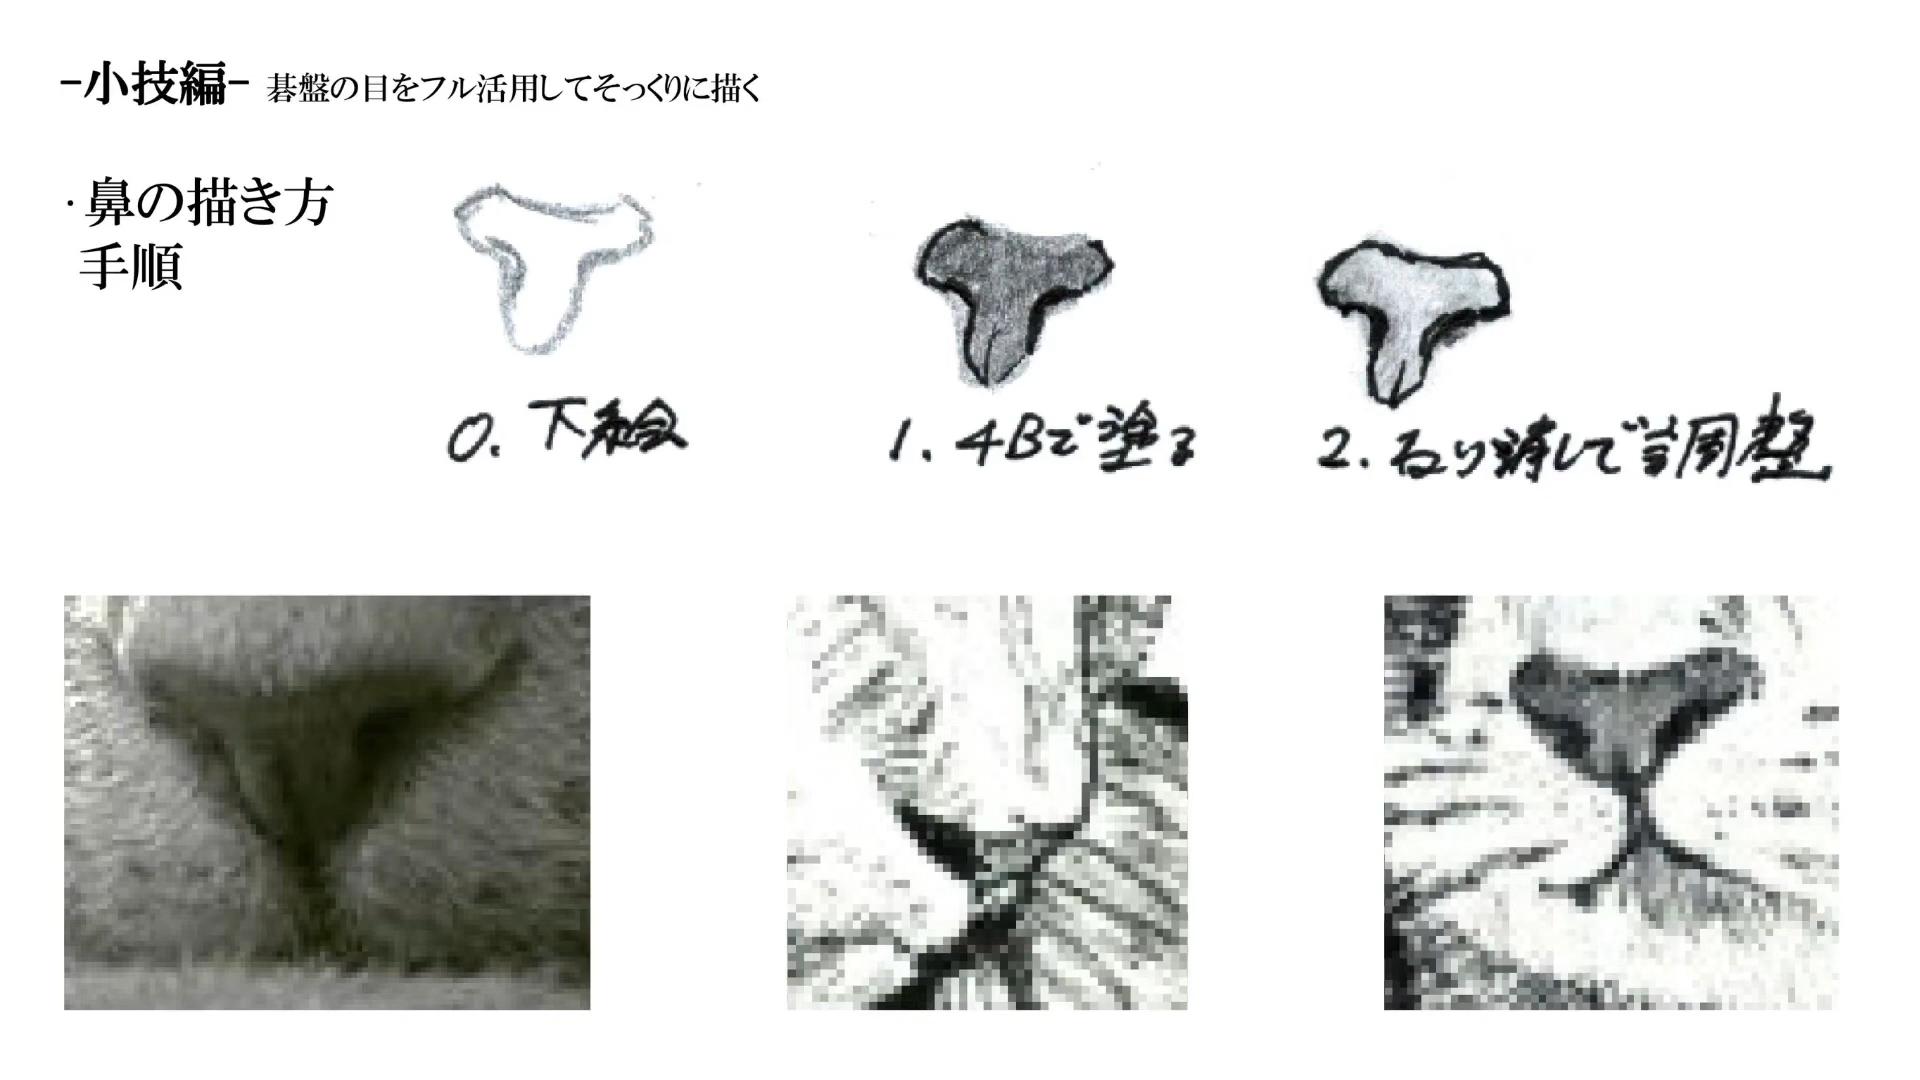 -小技編- 碁盤の目をフル活用してそっくりに描く
・鼻の描き方
手順
0. 下絵
1. 4Bで塗る
2. ねり消しで調整